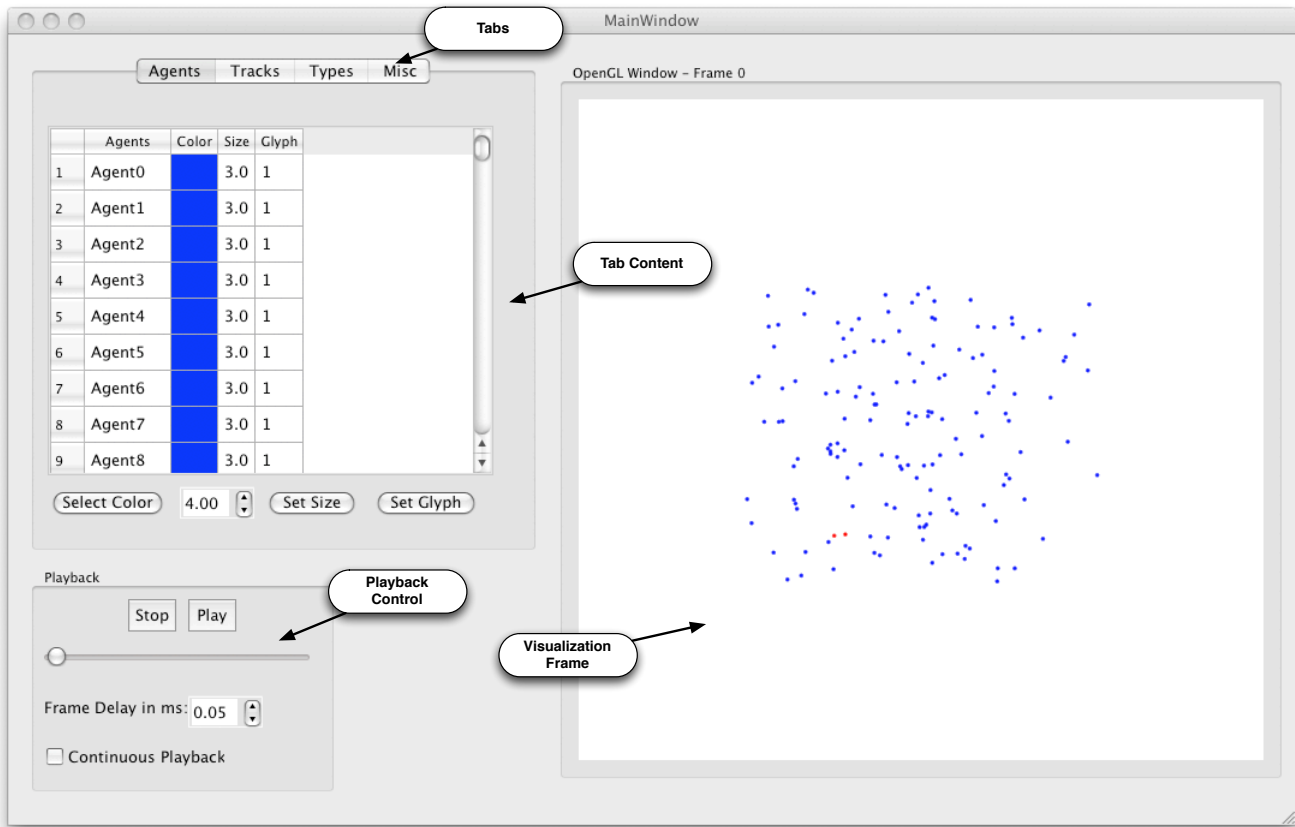 MainWindow
Tabs
Agents Tracks Types Misc
OpenGL Window - Frame 0
Agents Color Size Glyph
1 Agent0 3.0 1
2 Agent1 3.0 1
3 Agent2 3.0 1
4 Agent3 3.0 1
5 Agent4 3.0 1
6 Agent5 3.0 1
7 Agent6 3.0 1
8 Agent7 3.0 1
9 Agent8 3.0 1
Tab Content
Select Color 4.00 Set Size Set Glyph
Playback
Playback
Control
Stop Play
Visualization
Frame
Frame Delay in ms: 0.05
Continuous Playback